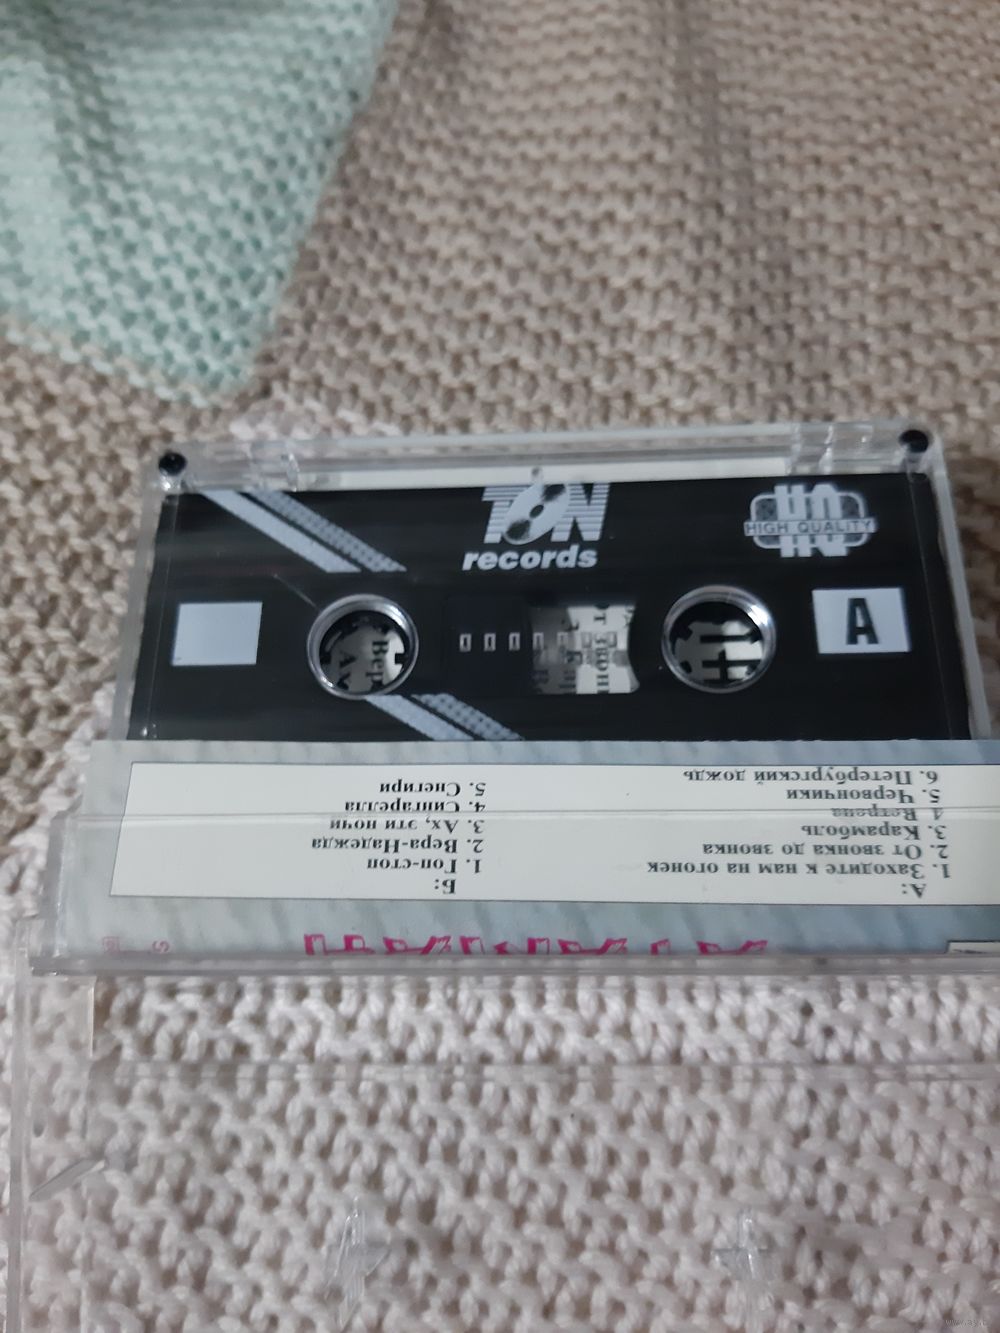 TON
records
HIGH QUALITY
A
А:
1. Заходите к нам на огонек
2. От звонка до звонка
3. Карамболь
4. Ветрена
5. Червончики
6. Петербургский дождь
Б:
1. Гоп-стоп
2. Вера-Надежда
3. Ах, эти ночи
4. Сингарелла
5. Снегири